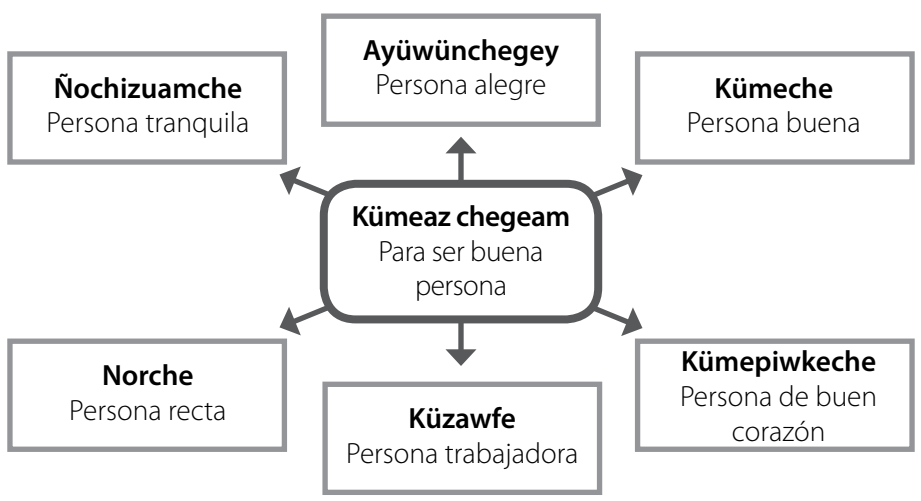 Ayüwünchegey
Persona alegre
Ñochizuamche
Persona tranquila
Kümeche
Persona buena
Kümeaz chegeam
Para ser buena
persona
Norche
Persona recta
Küzawfe
Persona trabajadora
Kümepiwkeche
Persona de buen
corazón